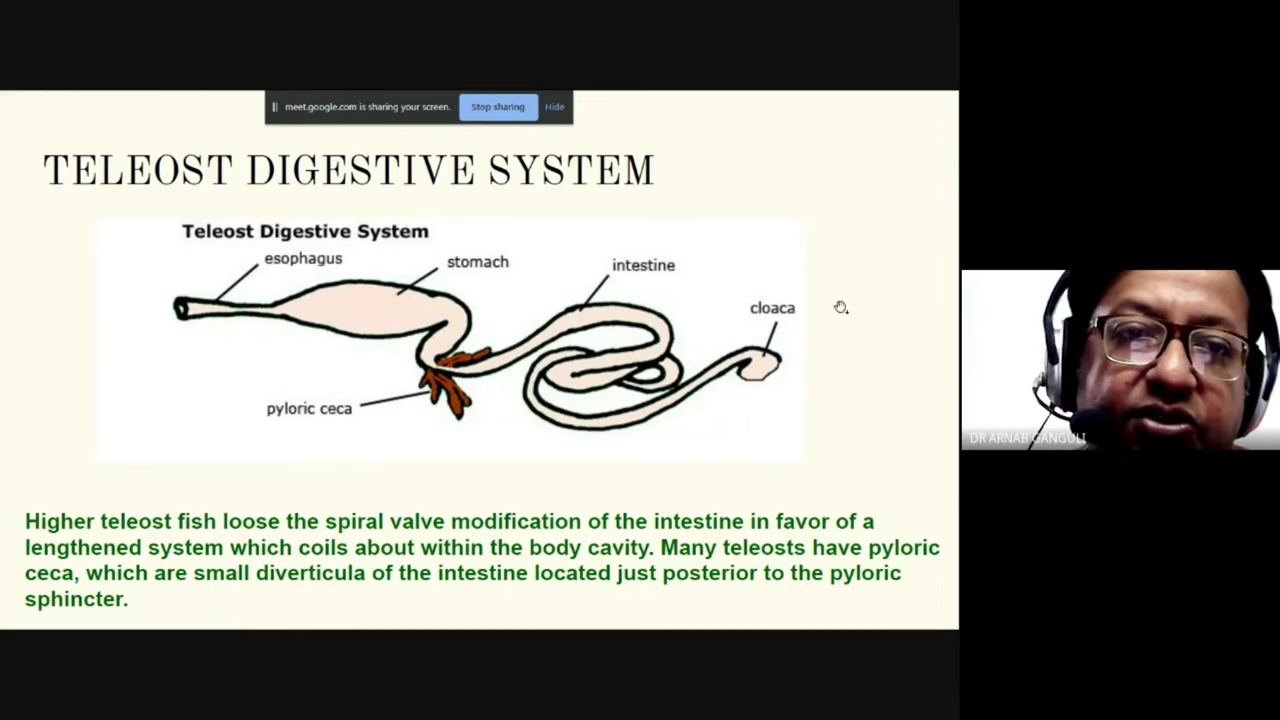 meet.google.com is sharing your screen. Stop sharing Hide
TELEOST DIGESTIVE SYSTEM
Teleost Digestive System
esophagus
stomach
intestine
cloaca
pyloric ceca
DR ARNAB GANGULI
Higher teleost fish loose the spiral valve modification of the intestine in favor of a
lengthened system which coils about within the body cavity. Many teleosts have pyloric
ceca, which are small diverticula of the intestine located just posterior to the pyloric
sphincter.